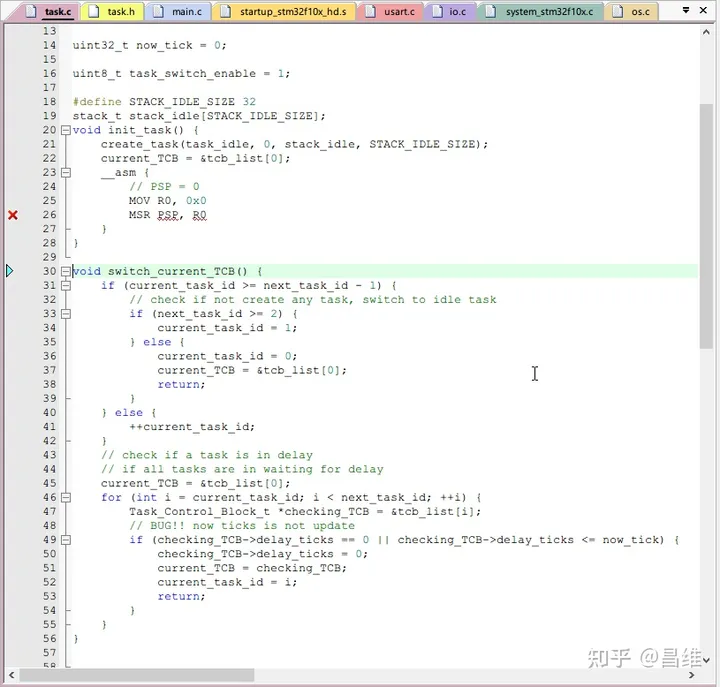 task.c task.h main.c startup_stm32f10x_hd.s usart.c io.c system_stm32f10x.c os.c
13
14 uint32_t now_tick = 0;
15
16 uint8_t task_switch_enable = 1;
17
18 #define STACK_IDLE_SIZE 32
19 stack_t stack_idle[STACK_IDLE_SIZE];
20 void init_task() {
21     create_task(task_idle, 0, stack_idle, STACK_IDLE_SIZE);
22     current_TCB = &tcb_list[0];
23     __asm {
24         // PSP = 0
25         MOV R0, 0x0
26         MSR PSP, R0
27     }
28 }
29
30 void switch_current_TCB() {
31     if (current_task_id >= next_task_id - 1) {
32         // check if not create any task, switch to idle task
33         if (next_task_id >= 2) {
34             current_task_id = 1;
35         } else {
36             current_task_id = 0;
37             current_TCB = &tcb_list[0];
38             return;
39         }
40     } else {
41         ++current_task_id;
42     }
43     // check if a task is in delay
44     // if all tasks are in waiting for delay
45     current_TCB = &tcb_list[0];
46     for (int i = current_task_id; i < next_task_id; ++i) {
47         Task_Control_Block_t *checking_TCB = &tcb_list[i];
48         // BUG!! now ticks is not update
49         if (checking_TCB->delay_ticks == 0 || checking_TCB->delay_ticks <= now_tick) {
50             checking_TCB->delay_ticks = 0;
51             current_TCB = checking_TCB;
52             current_task_id = i;
53             return;
54         }
55     }
56 }
57
58
知乎 @昌维